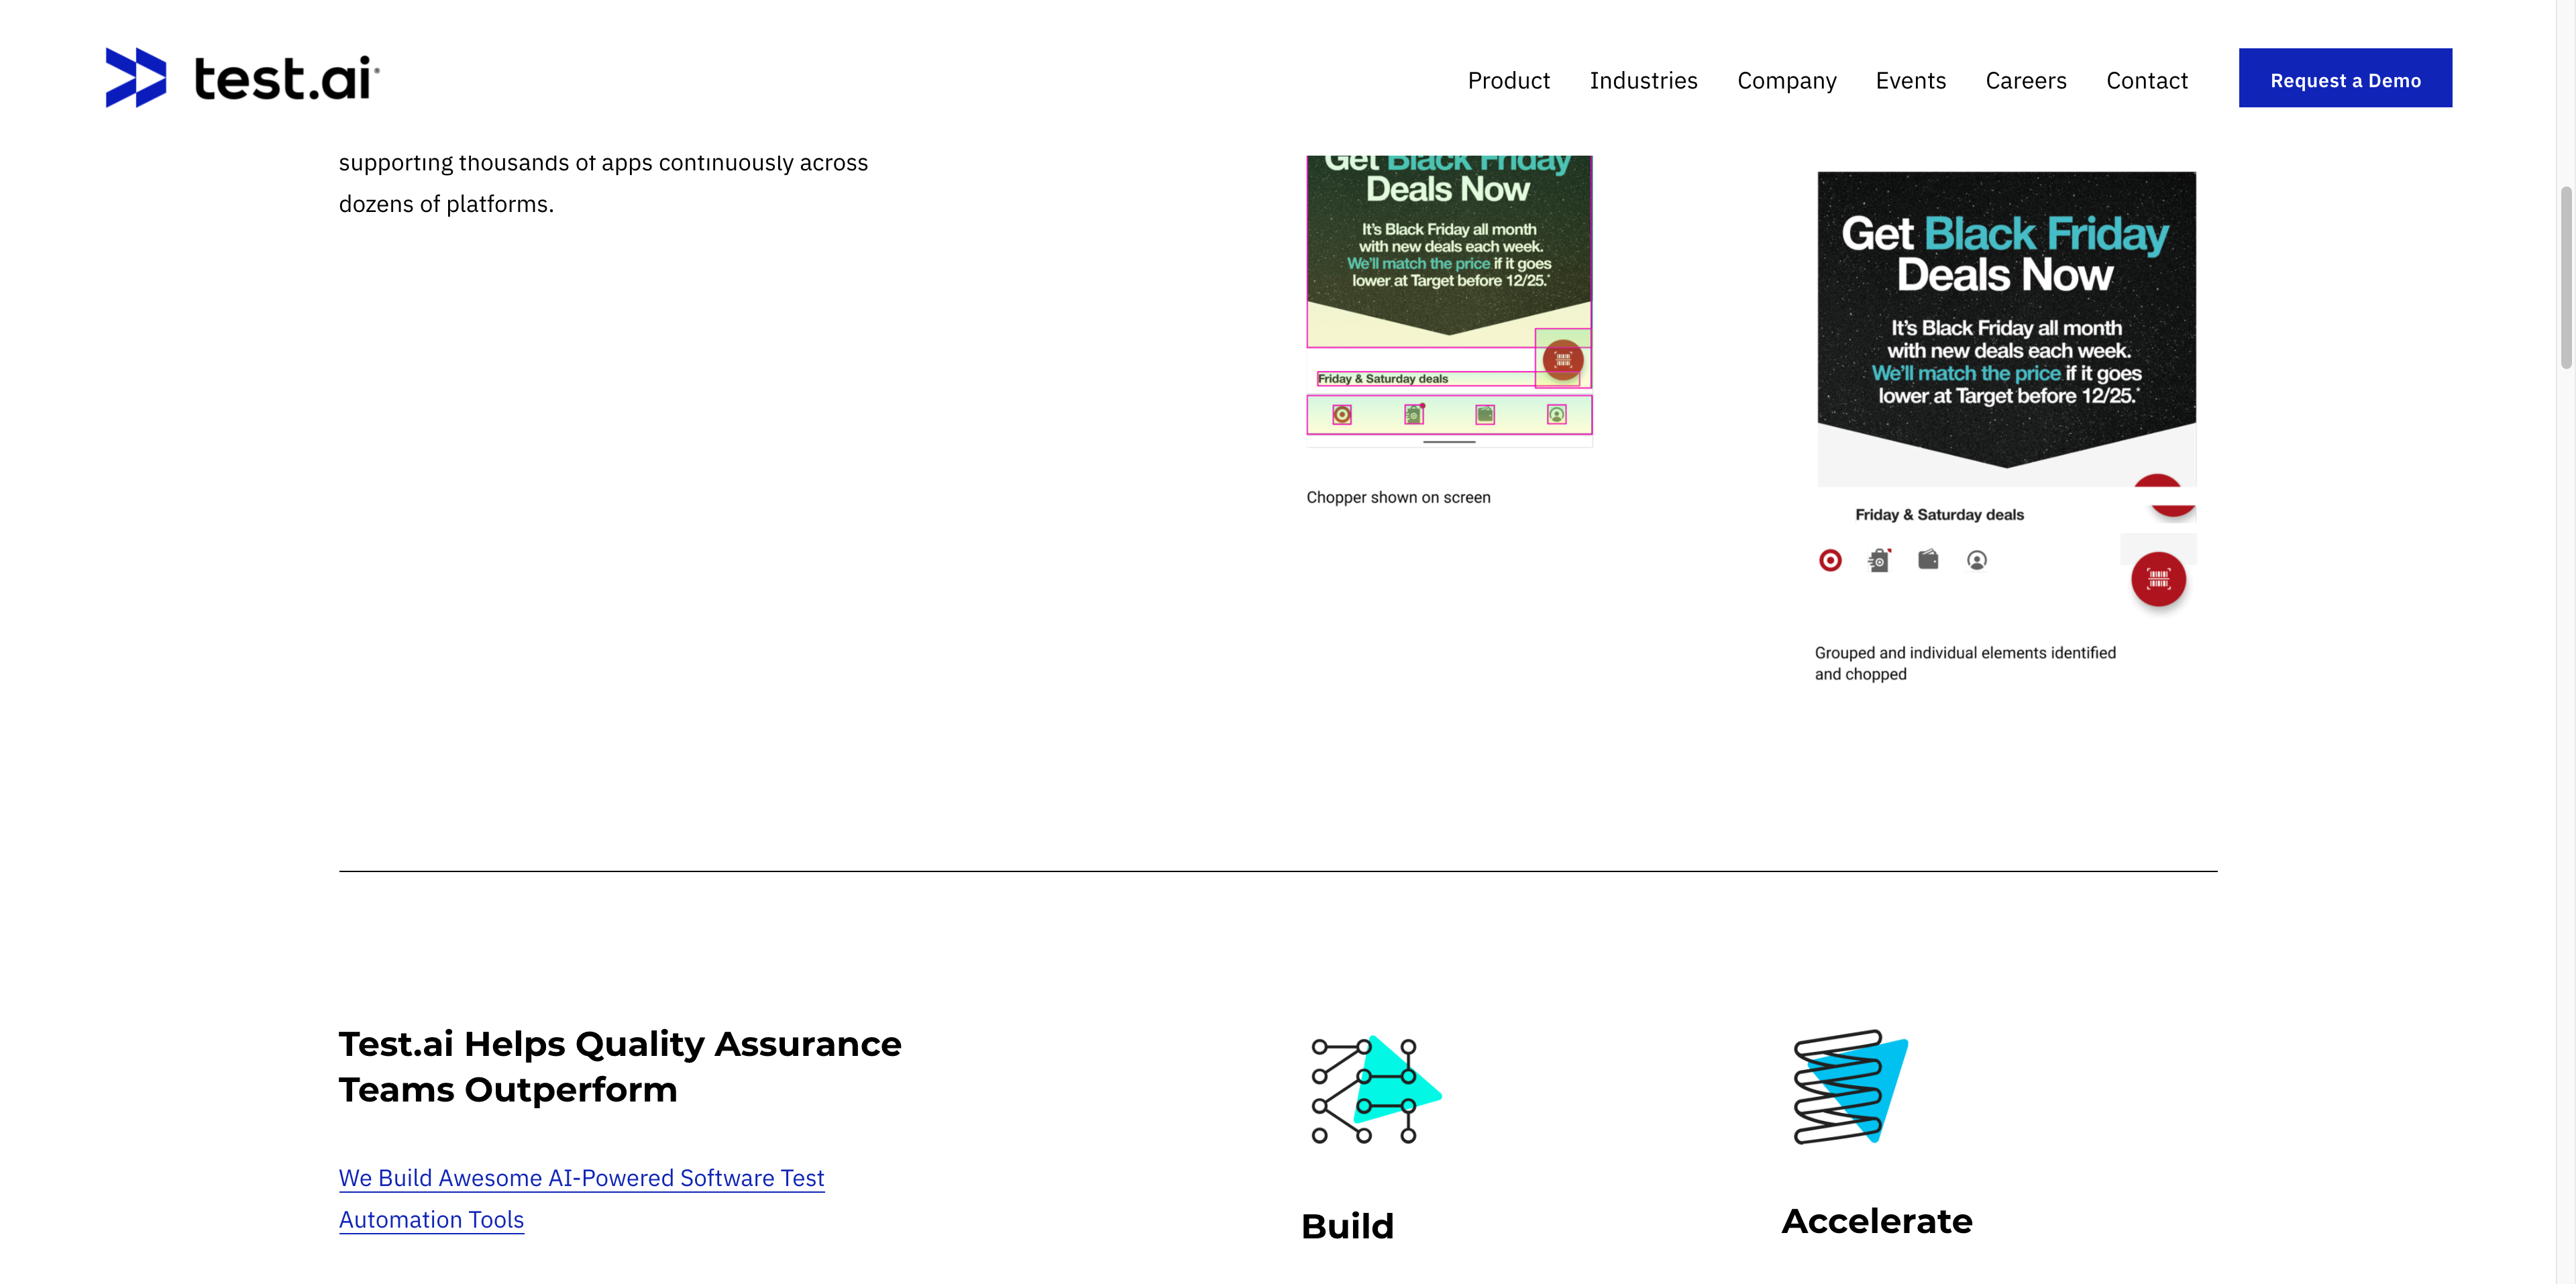 test.ai
Product Industries Company Events Careers Contact Request a Demo
supporting thousands of apps continuously across
dozens of platforms.
Get Black Friday
Deals Now
It's Black Friday all month
with new deals each week.
We'll match the price if it goes
lower at Target before 12/25.*
Friday & Saturday deals
Chopper shown on screen
Get Black Friday
Deals Now
It's Black Friday all month
with new deals each week.
We'll match the price if it goes
lower at Target before 12/25.*
Friday & Saturday deals
Grouped and individual elements identified
and chopped
Test.ai Helps Quality Assurance
Teams Outperform
We Build Awesome AI-Powered Software Test
Automation Tools
Build
Accelerate